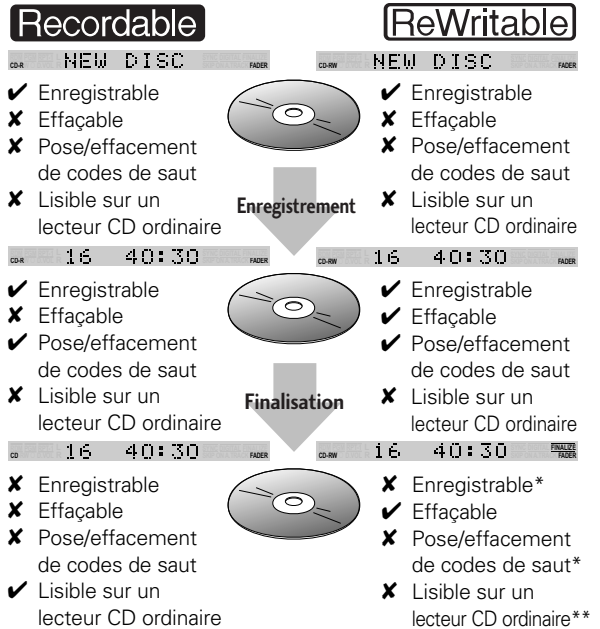 Recordable
ReWritable
CD-R NEW DISC FADER
CD-RW NEW DISC FADER
✔ Enregistrable
✘ Effaçable
✘ Pose/effacement
de codes de saut
✘ Lisible sur un
lecteur CD ordinaire
✔ Enregistrable
✘ Effaçable
✘ Pose/effacement
de codes de saut
✘ Lisible sur un
lecteur CD ordinaire
Enregistrement
CD-R 16 40:30 FADER
CD-RW 16 40:30 FADER
✔ Enregistrable
✘ Effaçable
✔ Pose/effacement
de codes de saut
✘ Lisible sur un
lecteur CD ordinaire
✔ Enregistrable
✔ Effaçable
✔ Pose/effacement
de codes de saut
✘ Lisible sur un
lecteur CD ordinaire
Finalisation
CD 16 40:30 FADER
CD-RW 16 40:30 FINALIZE
FADER
✘ Enregistrable
✘ Effaçable
✘ Pose/effacement
de codes de saut
✔ Lisible sur un
lecteur CD ordinaire
✘ Enregistrable*
✔ Effaçable
✘ Pose/effacement
de codes de saut*
✘ Lisible sur un
lecteur CD ordinaire**